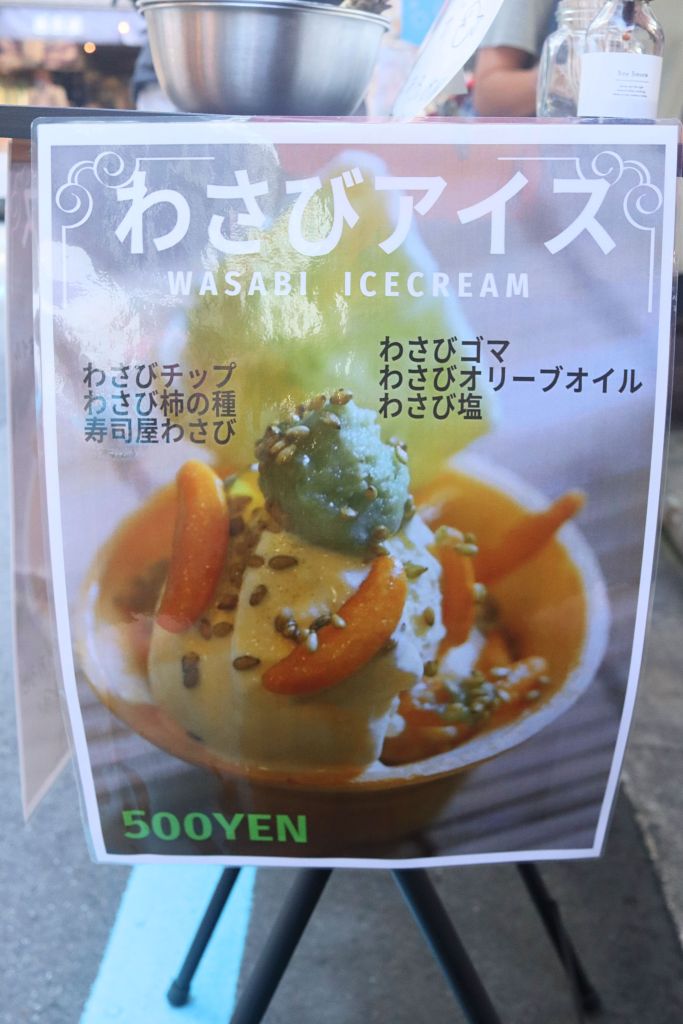 わさびアイス
WASABI ICECREAM
わさびチップ
わさび柿の種
寿司屋わさび
わさびゴマ
わさびオリーブオイル
わさび塩
500YEN